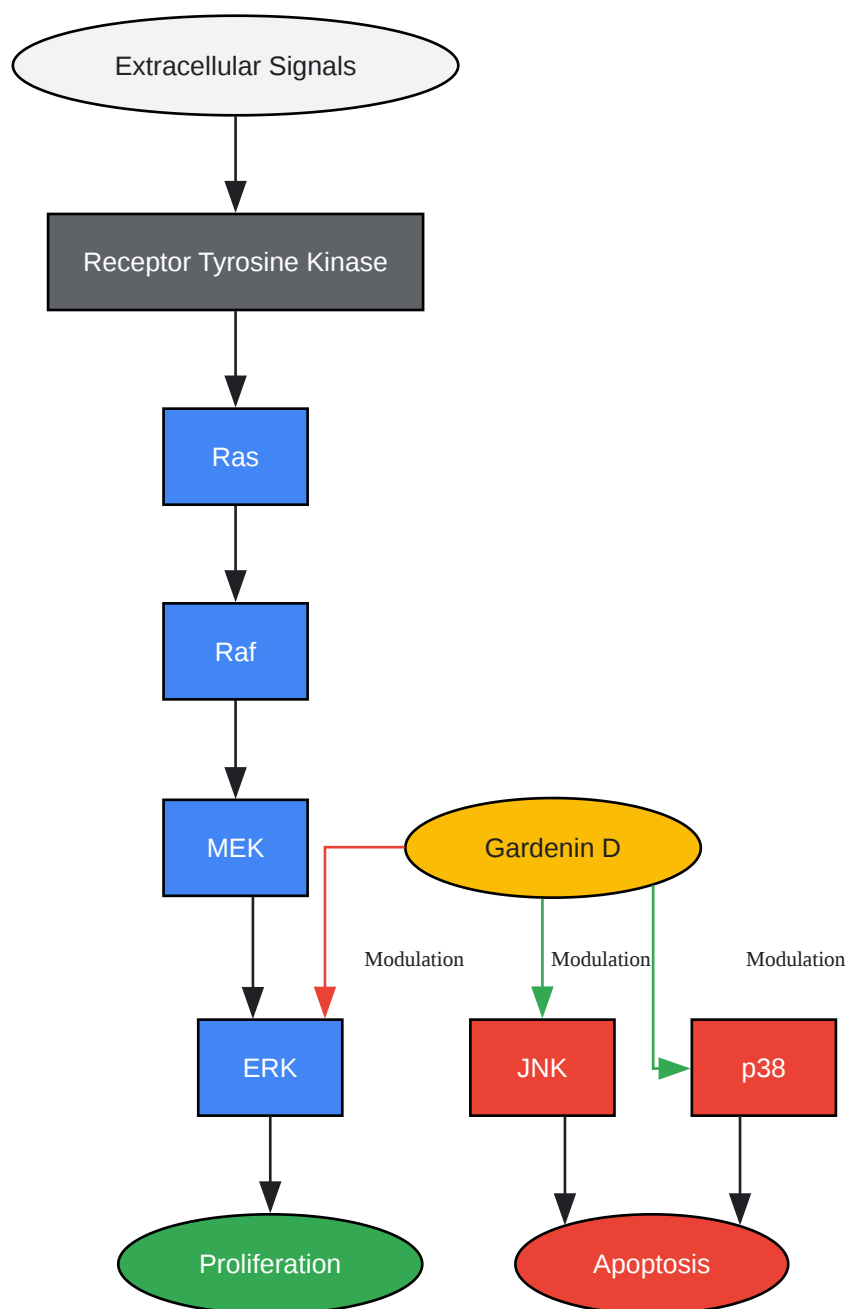 Extracellular Signals
Receptor Tyrosine Kinase
Ras
Raf
MEK
Gardenin D
Modulation
Modulation
Modulation
ERK
JNK
p38
Proliferation
Apoptosis